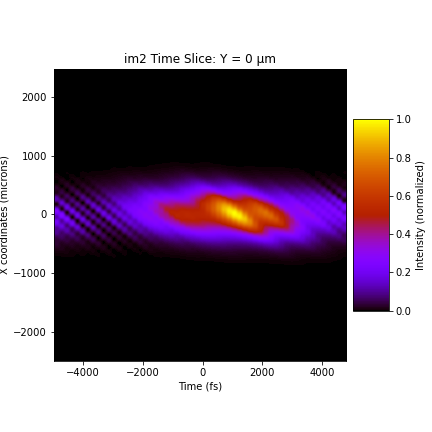 im2 Time Slice: Y = 0 μm
2000
1000
0
−1000
−2000
X coordinates (microns)
−4000 −2000 0 2000 4000
Time (fs)
1.0
0.8
0.6
0.4
0.2
0.0
Intensity (normalized)